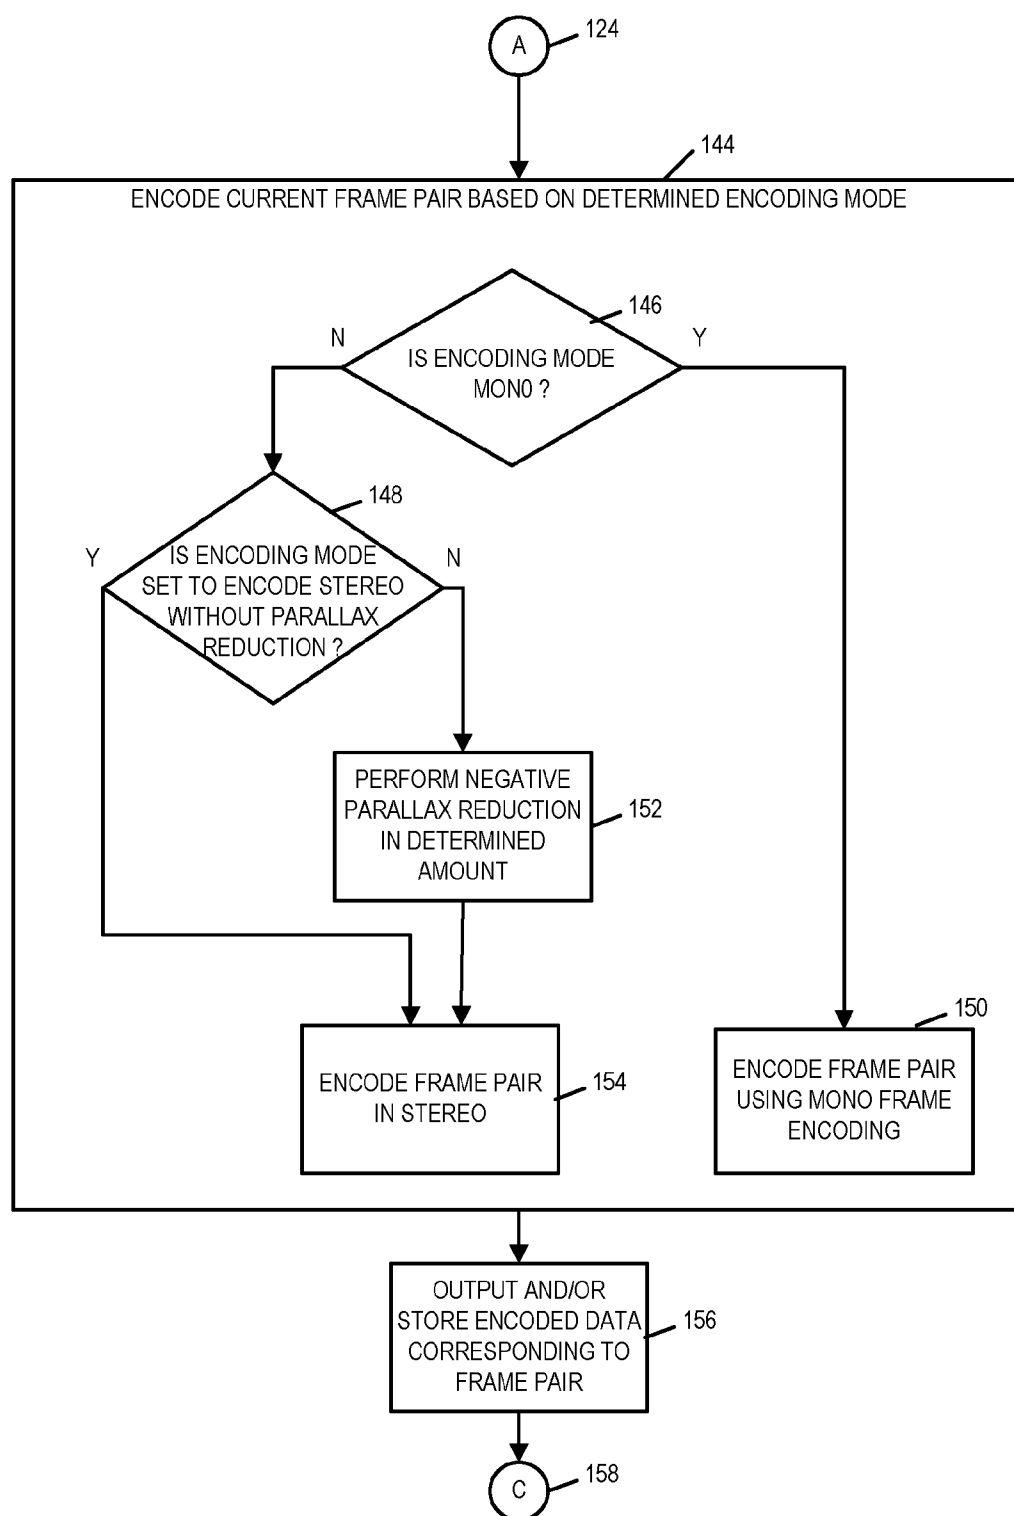 A
124
144
ENCODE CURRENT FRAME PAIR BASED ON DETERMINED ENCODING MODE
146
N
Y
IS ENCODING MODE
MON0 ?
148
Y
N
IS ENCODING MODE
SET TO ENCODE STEREO
WITHOUT PARALLAX
REDUCTION ?
PERFORM NEGATIVE
PARALLAX REDUCTION
IN DETERMINED
AMOUNT
152
150
ENCODE FRAME PAIR
IN STEREO
154
ENCODE FRAME PAIR
USING MONO FRAME
ENCODING
OUTPUT AND/OR
STORE ENCODED DATA
CORRESPONDING TO
FRAME PAIR
156
C
158